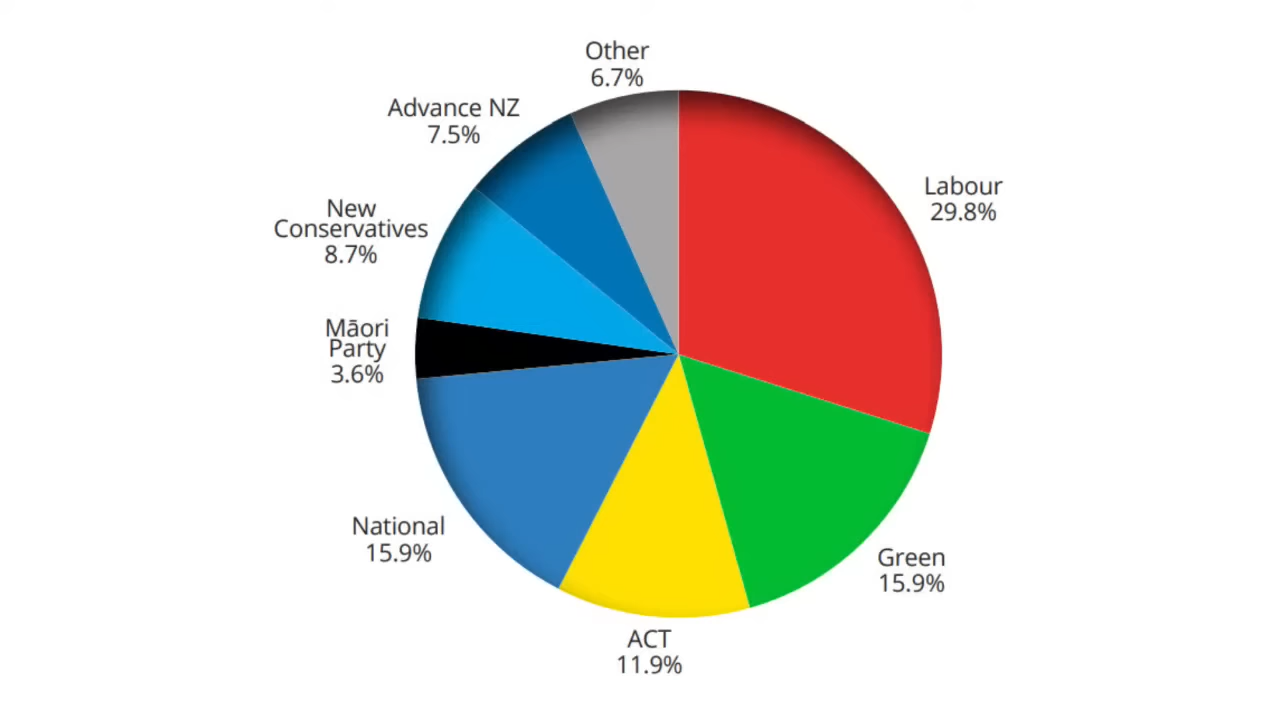 Other
6.7%
Advance NZ
7.5%
Labour
29.8%
New
Conservatives
8.7%
Māori
Party
3.6%
National
15.9%
Green
15.9%
ACT
11.9%